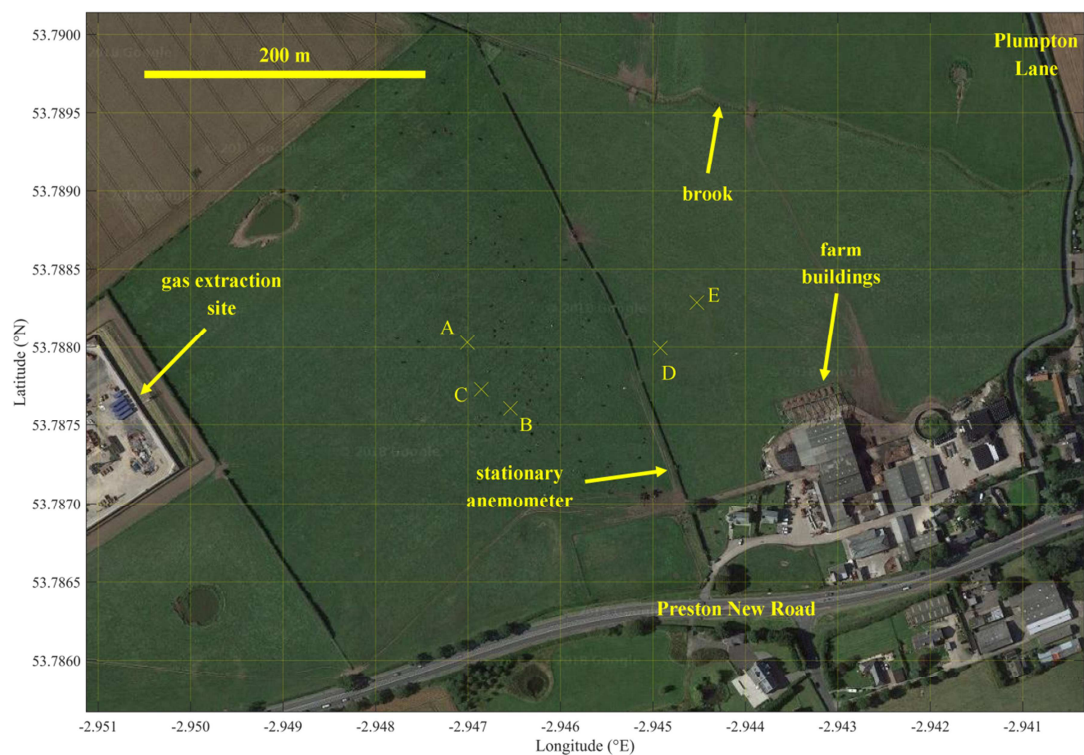 53.7900
53.7895
53.7890
53.7885
53.7880
53.7875
53.7870
53.7865
53.7860
Latitude (°N)
200 m
Plumpton
Lane
brook
farm
buildings
gas extraction
site
A
E
D
C
B
stationary
anemometer
Preston New Road
-2.951
-2.950
-2.949
-2.948
-2.947
-2.946
-2.945
-2.944
-2.943
-2.942
-2.941
Longitude (°E)